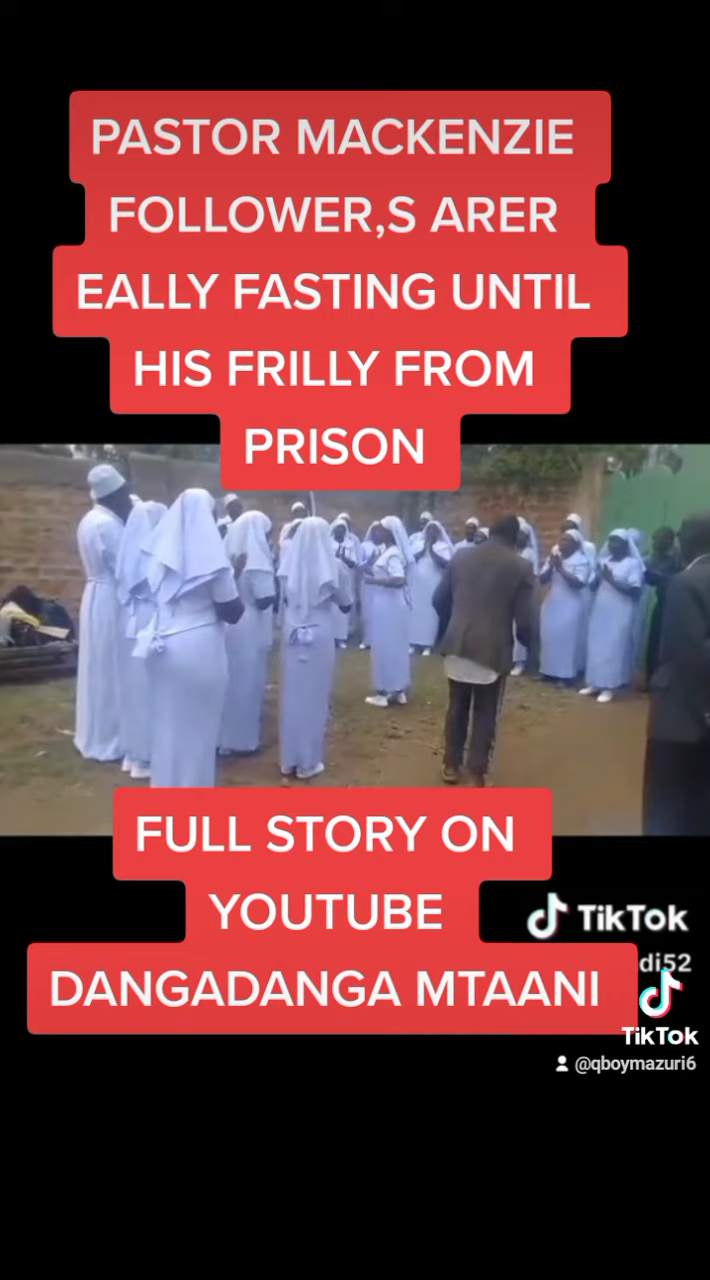 PASTOR MACKENZIE
FOLLOWER,S ARER
EALLY FASTING UNTIL
HIS FRILLY FROM
PRISON
FULL STORY ON
YOUTUBE
DANGADANGA MTAANI
TikTok
di52
TikTok
@qboymazuri6